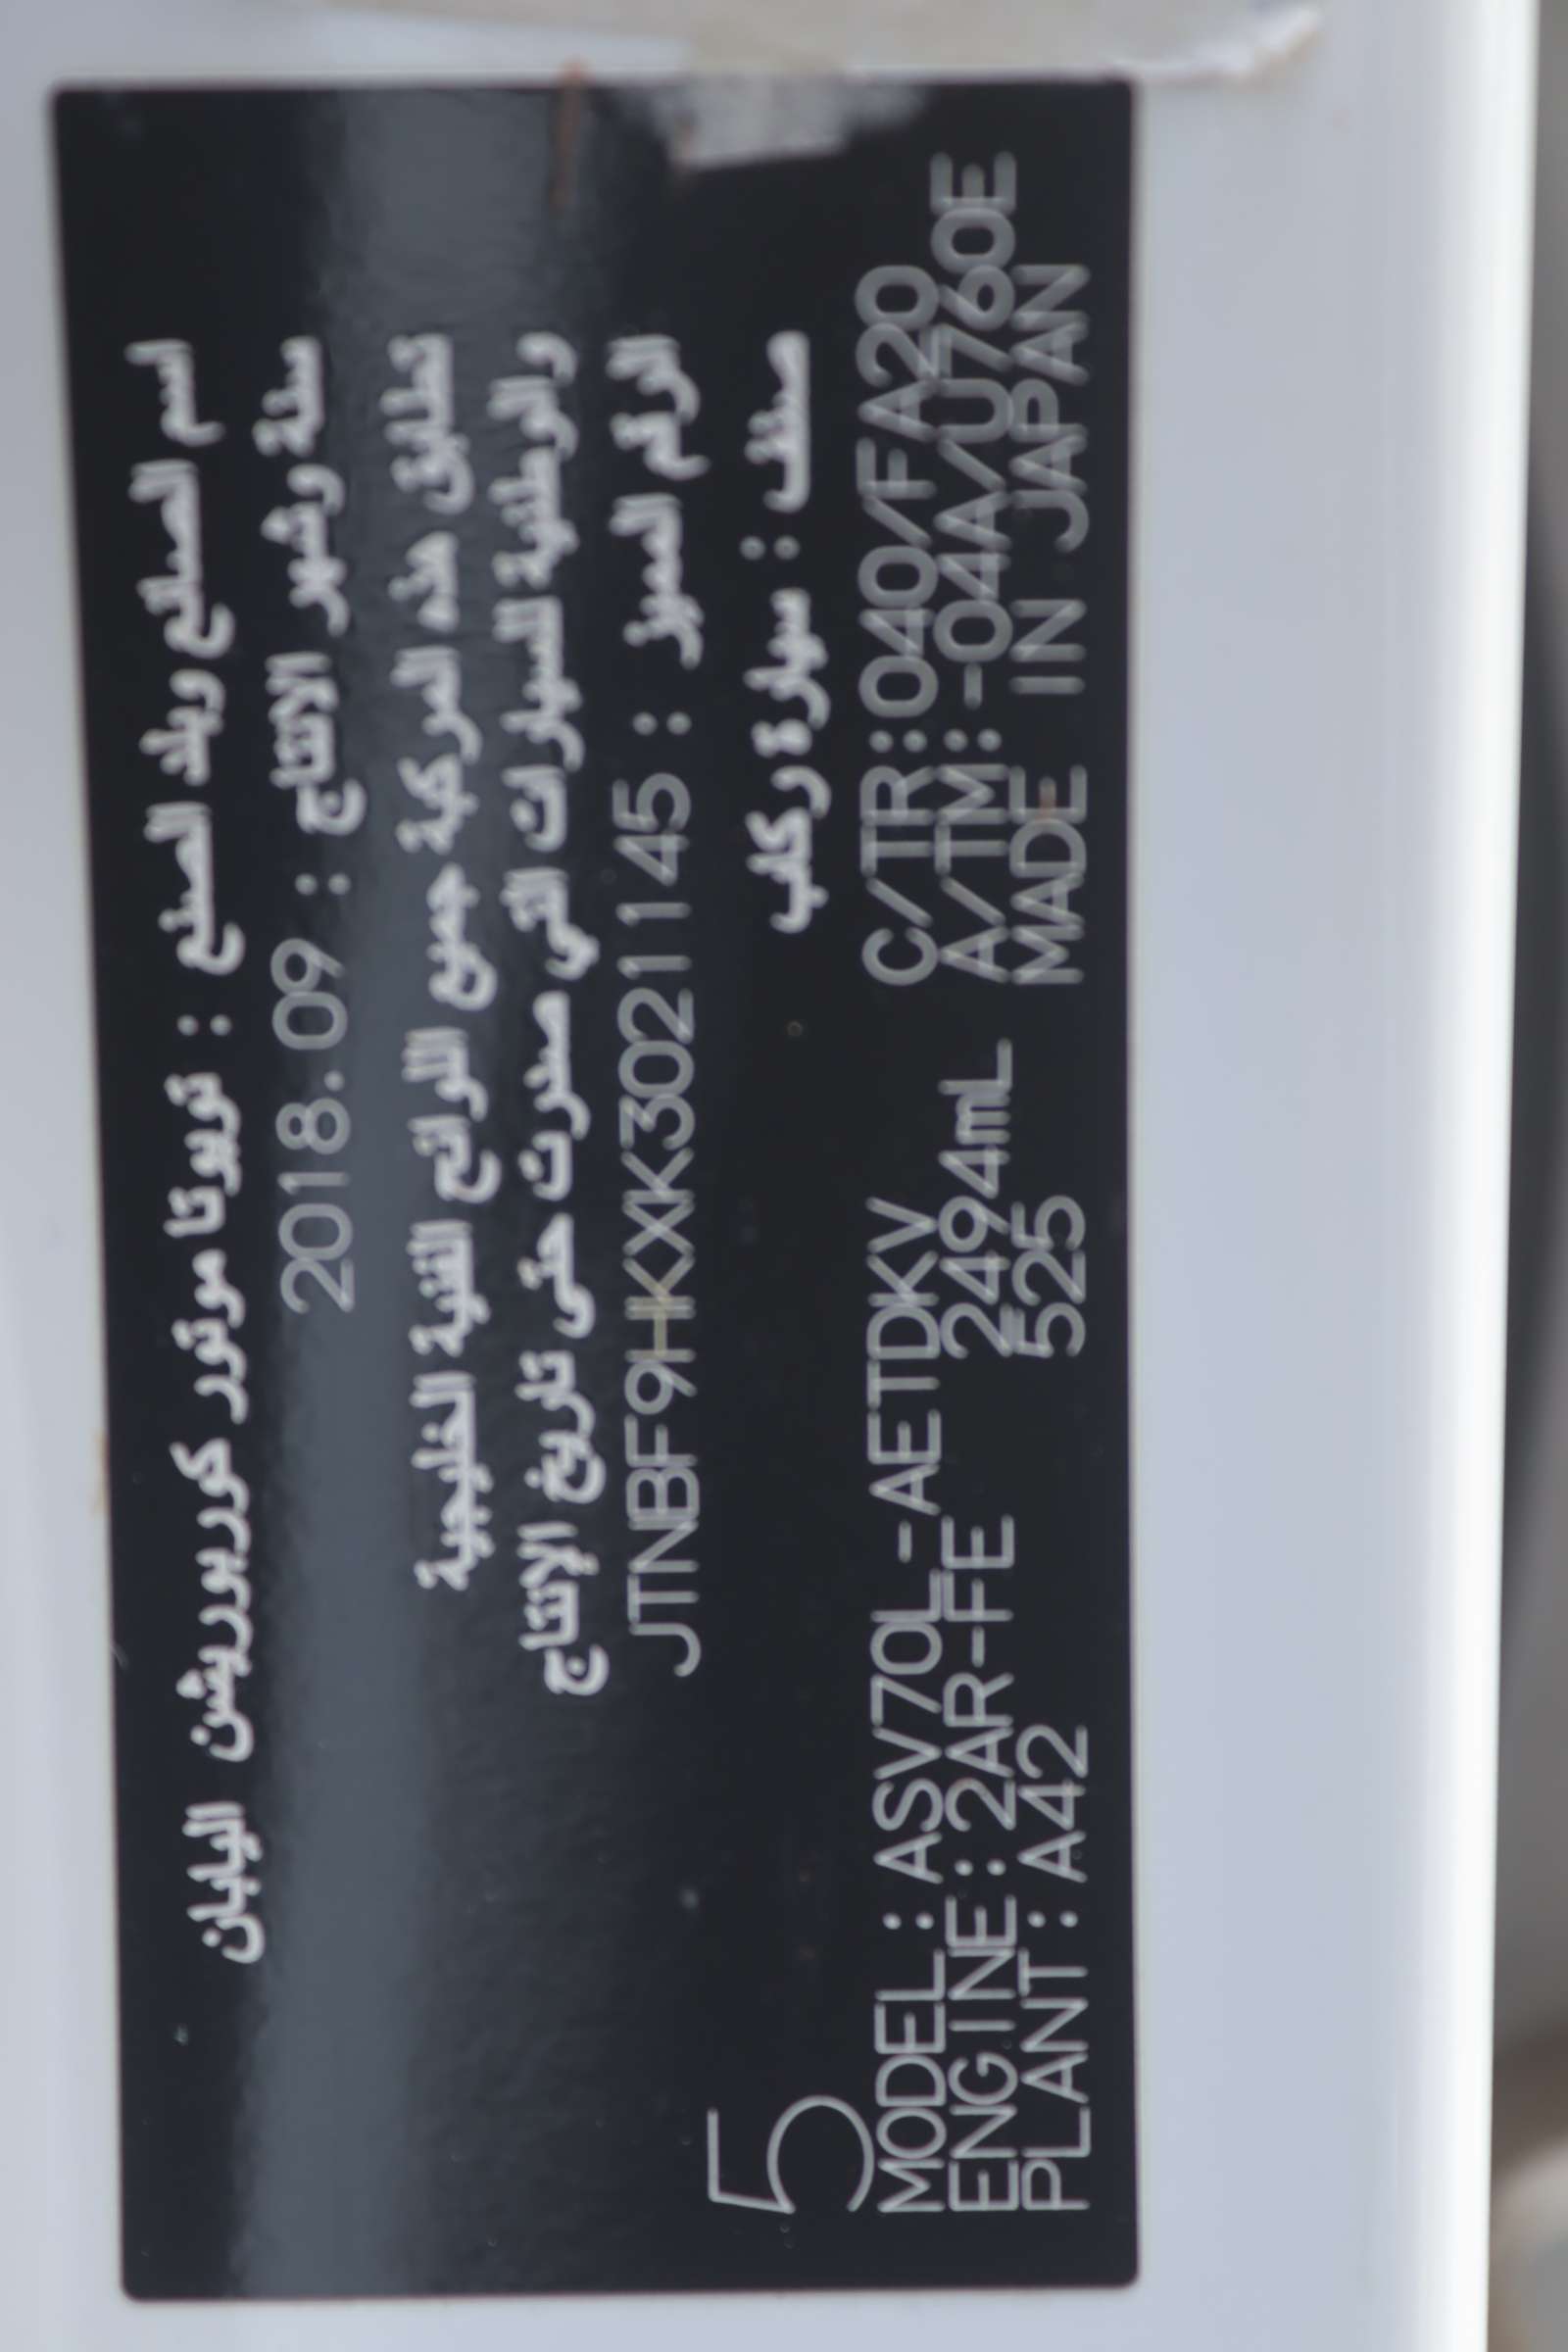 اسم الصانع وبلد الصنع : تويوتا موتور كوربوريشن اليابان
سنة وشهر الانتاج : 2018.09
تطابق هذه المركبة جميع اللوائح الفنية الخليجية
والوطنية للسيارات التي صدرت حتى تاريخ الإنتاج
الرقم المميز : JTNBF9HKXK3021145
صنف : سيارة ركاب
5
MODEL : ASV70L-AETDKV C/TR:040/FA20
ENGINE : 2AR-FE 2494mL A/TM:-04A/U760E
PLANT : A42 525 MADE IN JAPAN